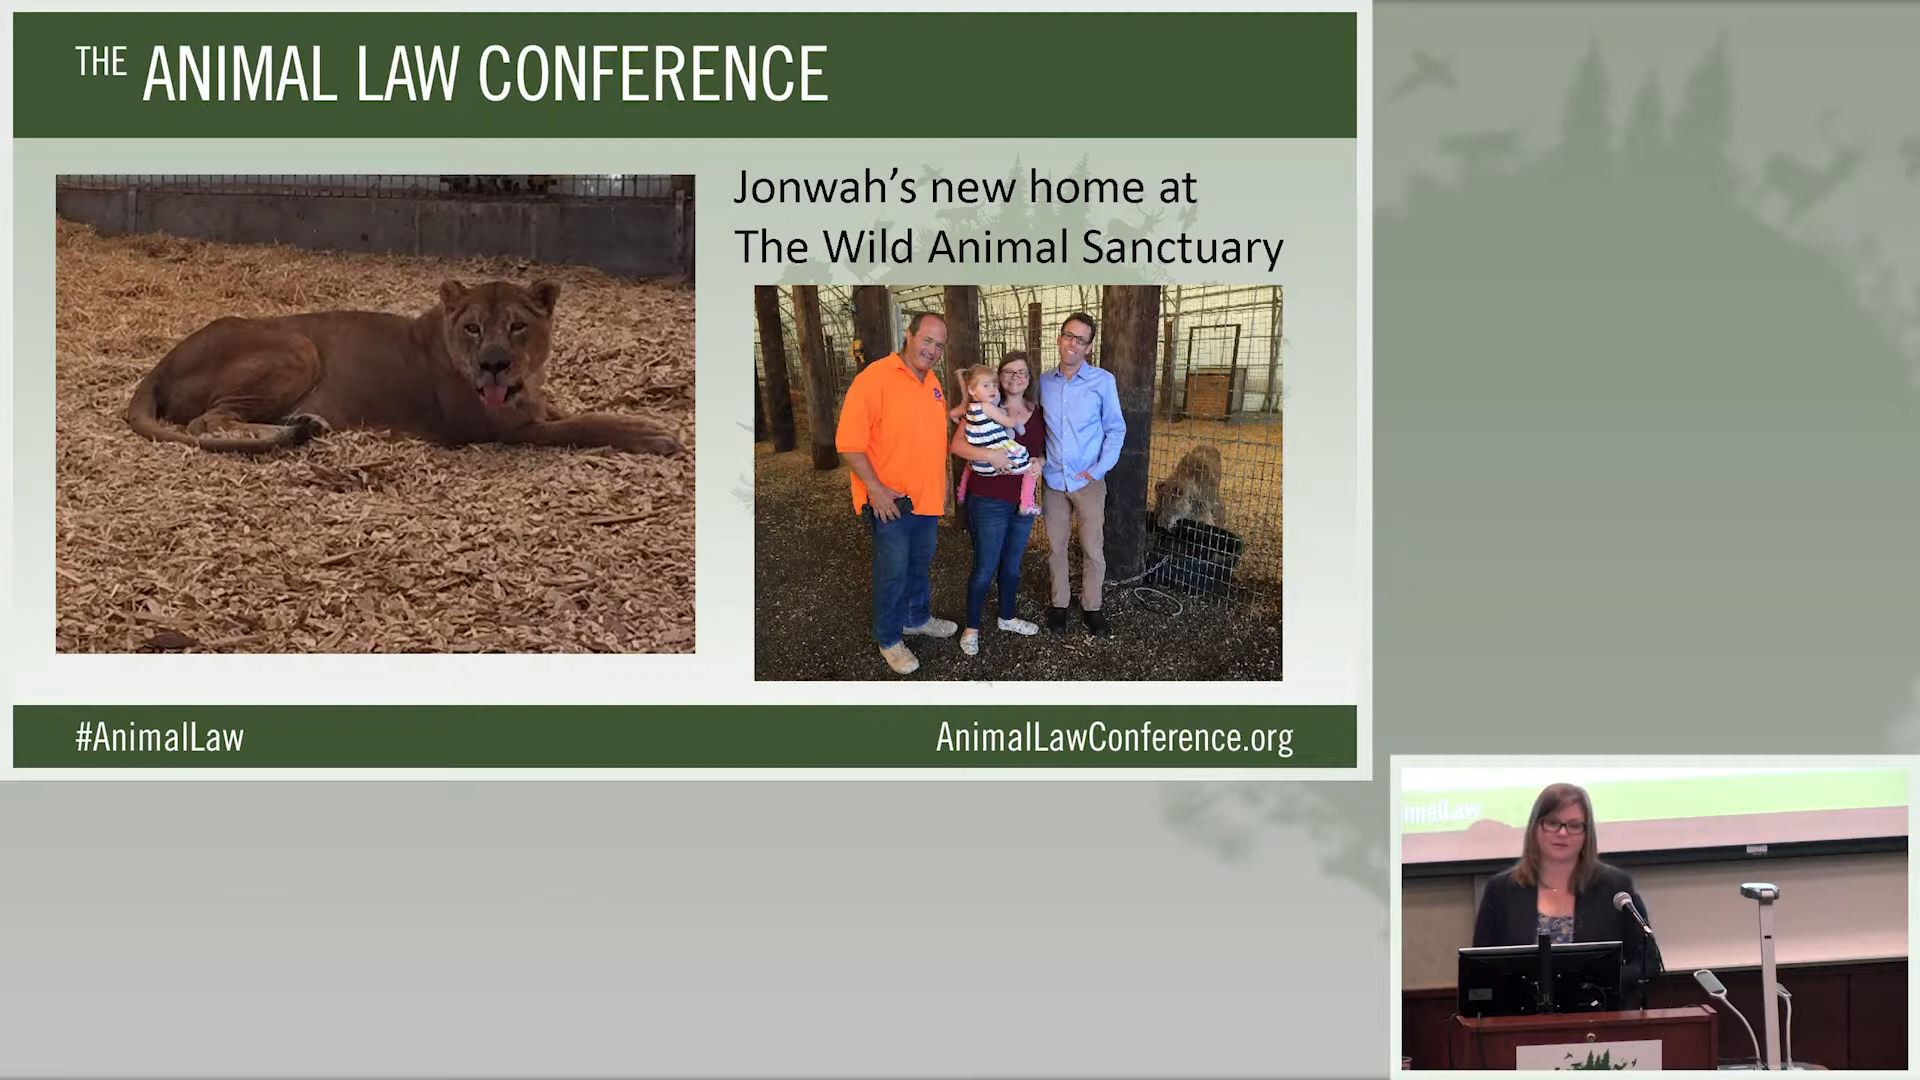 THE ANIMAL LAW CONFERENCE
Jonwah's new home at
The Wild Animal Sanctuary
#AnimalLaw
AnimalLawConference.org